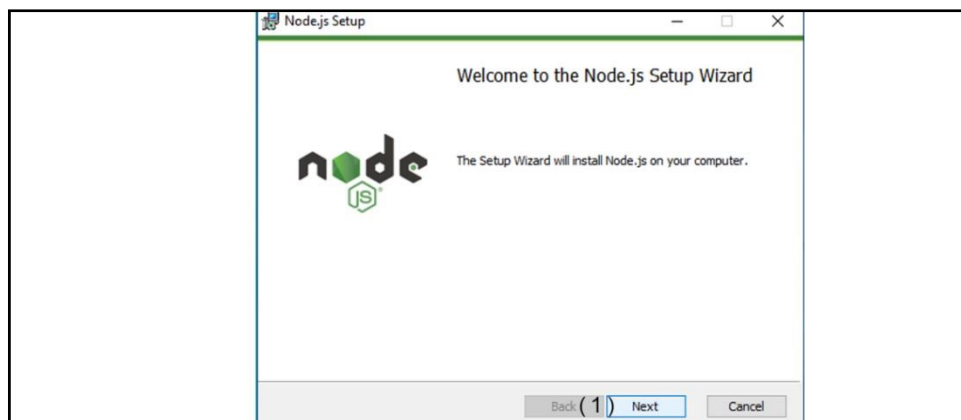 Node.js Setup
Welcome to the Node.js Setup Wizard
node
JS
The Setup Wizard will install Node.js on your computer.
Back (1) Next Cancel